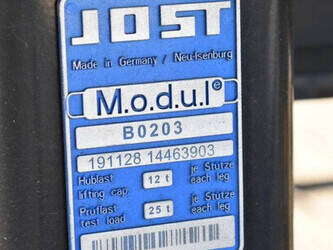 JOST
Made in Germany / Neu-Isenburg
M.o.d.u.l e
B0203
191128 14463903
Hublast 12 t je Stütze
lifting cap. each leg
Prüflast 25 t je Stütze
test load each leg